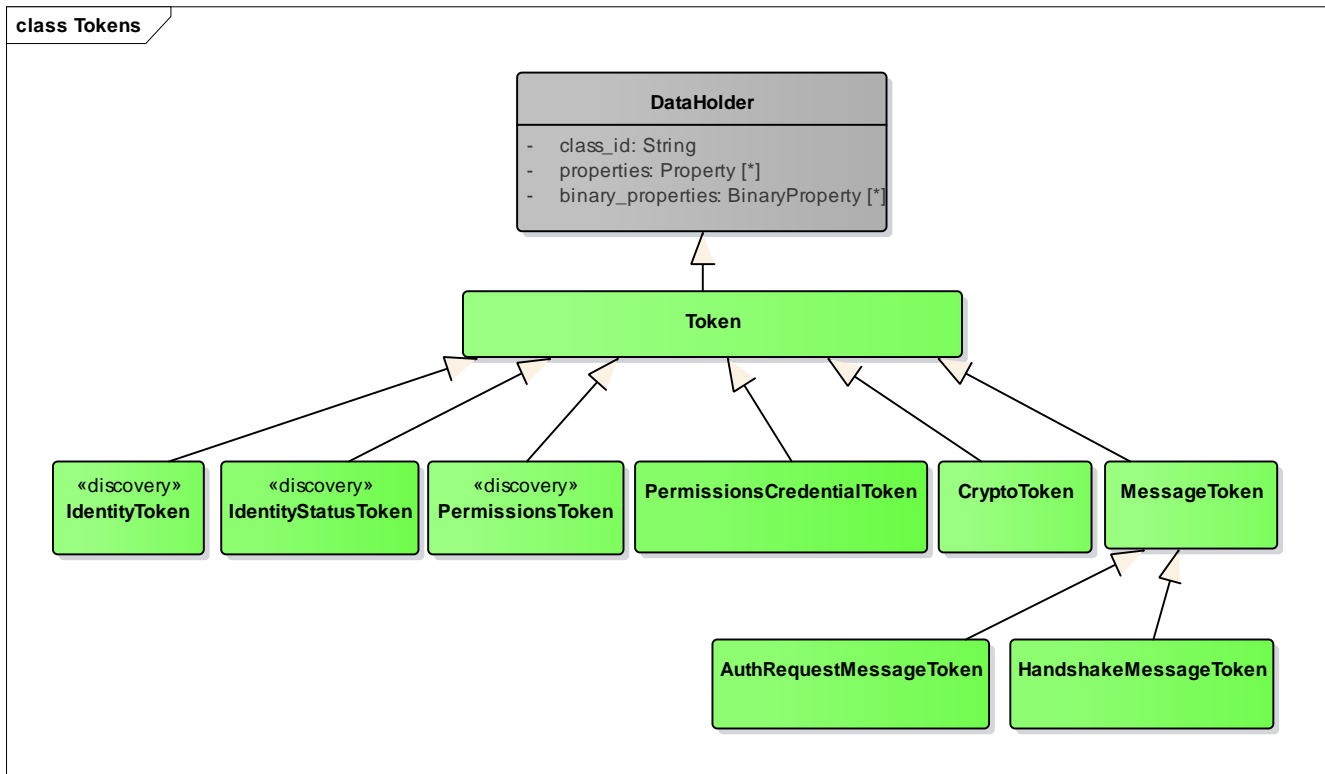 class Tokens
DataHolder
- class_id: String
- properties: Property [*]
- binary_properties: BinaryProperty [*]
Token
«discovery»
IdentityToken
«discovery»
IdentityStatusToken
«discovery»
PermissionsToken
PermissionsCredentialToken
CryptoToken
MessageToken
AuthRequestMessageToken
HandshakeMessageToken